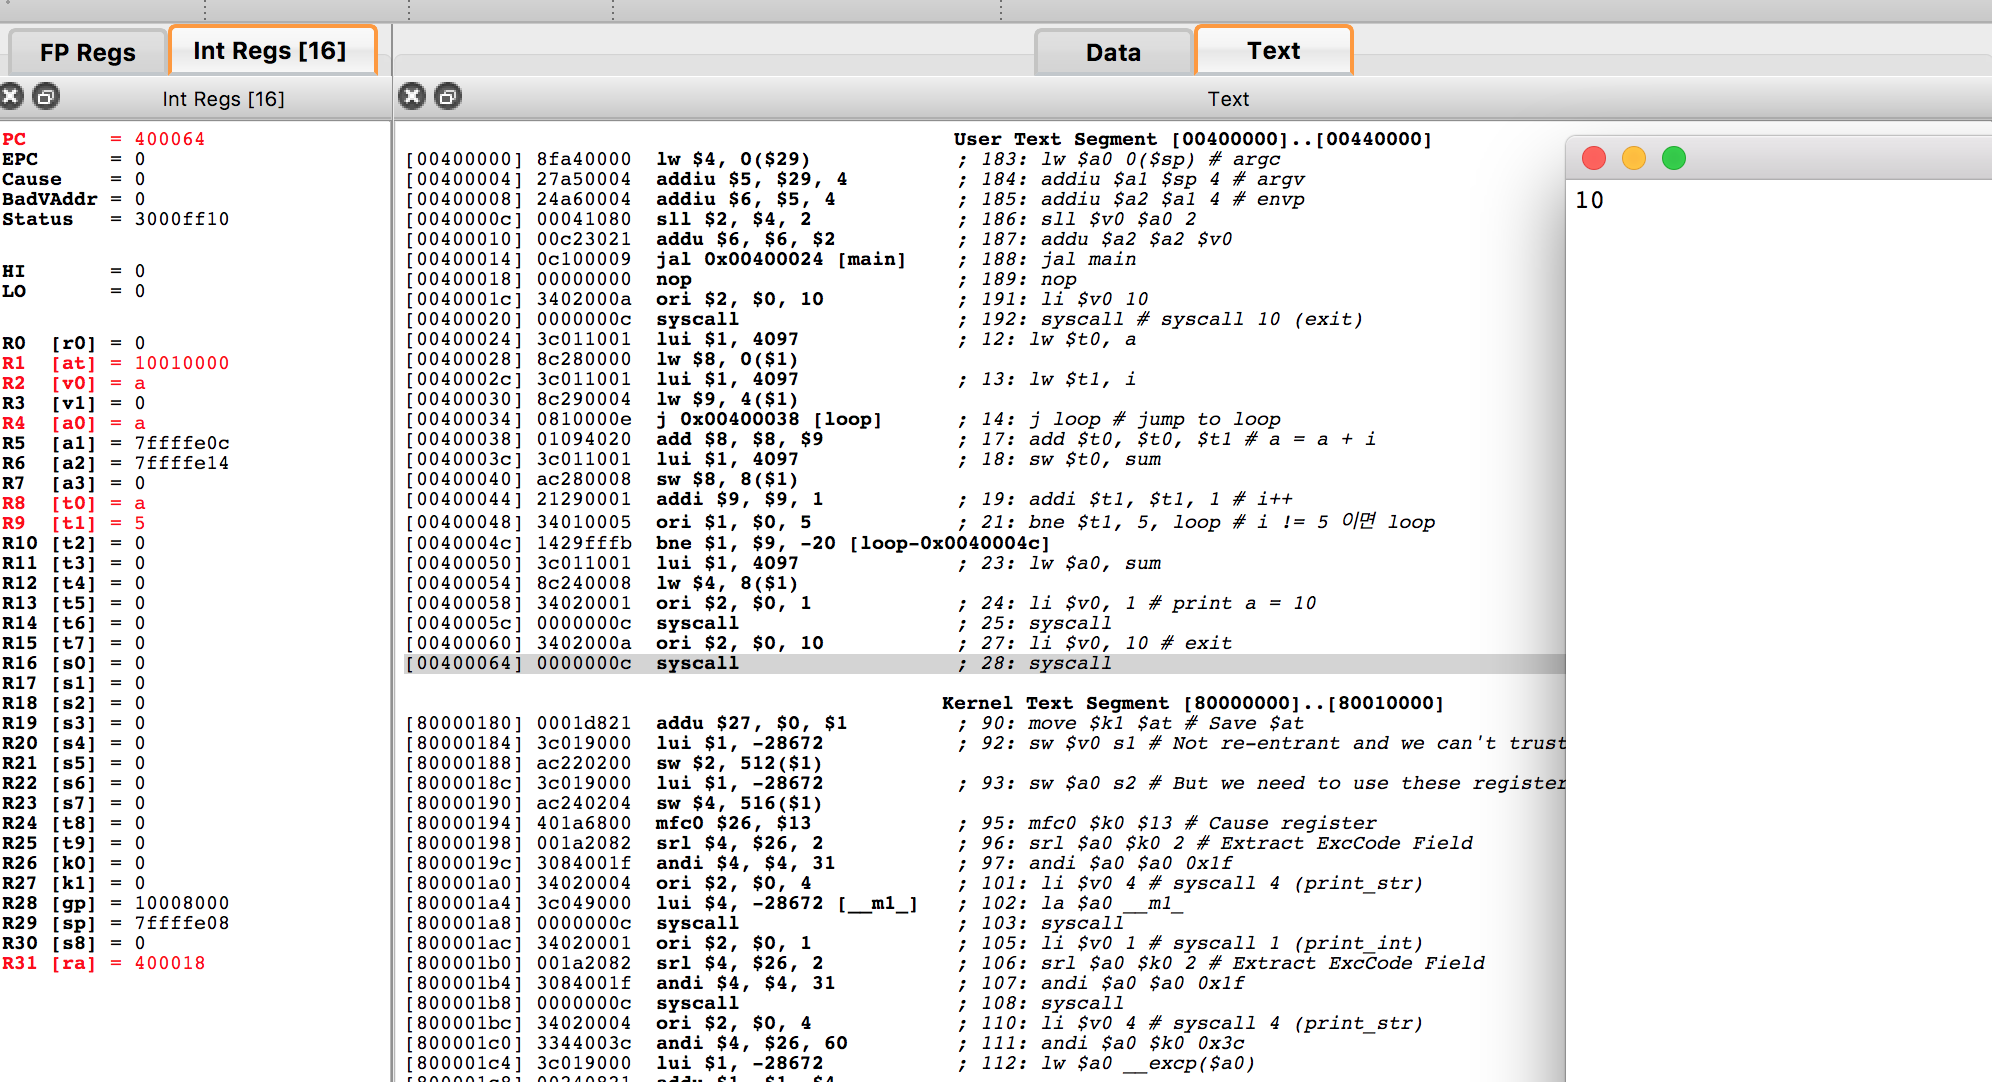 FP Regs
Int Regs [16]
Data
Text
Int Regs [16]
Text
PC = 400064
EPC = 0
Cause = 0
BadVAddr = 0
Status = 3000ff10
HI = 0
LO = 0
R0 [r0] = 0
R1 [at] = 10010000
R2 [v0] = a
R3 [v1] = 0
R4 [a0] = a
R5 [a1] = 7ffffe0c
R6 [a2] = 7ffffe14
R7 [a3] = 0
R8 [t0] = a
R9 [t1] = 5
R10 [t2] = 0
R11 [t3] = 0
R12 [t4] = 0
R13 [t5] = 0
R14 [t6] = 0
R15 [t7] = 0
R16 [s0] = 0
R17 [s1] = 0
R18 [s2] = 0
R19 [s3] = 0
R20 [s4] = 0
R21 [s5] = 0
R22 [s6] = 0
R23 [s7] = 0
R24 [t8] = 0
R25 [t9] = 0
R26 [k0] = 0
R27 [k1] = 0
R28 [gp] = 10008000
R29 [sp] = 7ffffe08
R30 [s8] = 0
R31 [ra] = 400018
User Text Segment [00400000]..[00440000]
[00400000] 8fa40000 lw $4, 0($29) ; 183: lw $a0 0($sp) # argc
[00400004] 27a50004 addiu $5, $29, 4 ; 184: addiu $a1 $sp 4 # argv
[00400008] 24a60004 addiu $6, $5, 4 ; 185: addiu $a2 $a1 4 # envp
[0040000c] 00041080 sll $2, $4, 2 ; 186: sll $v0 $a0 2
[00400010] 00c23021 addu $6, $6, $2 ; 187: addu $a2 $a2 $v0
[00400014] 0c100009 jal 0x00400024 [main] ; 188: jal main
[00400018] 00000000 nop ; 189: nop
[0040001c] 3402000a ori $2, $0, 10 ; 191: li $v0 10
[00400020] 0000000c syscall ; 192: syscall # syscall 10 (exit)
[00400024] 3c011001 lui $1, 4097 ; 12: lw $t0, a
[00400028] 8c280000 lw $8, 0($1)
[0040002c] 3c011001 lui $1, 4097 ; 13: lw $t1, i
[00400030] 8c290004 lw $9, 4($1)
[00400034] 0810000e j 0x00400038 [loop] ; 14: j loop # jump to loop
[00400038] 01094020 add $8, $8, $9 ; 17: add $t0, $t0, $t1 # a = a + i
[0040003c] 3c011001 lui $1, 4097 ; 18: sw $t0, sum
[00400040] ac280008 sw $8, 8($1)
[00400044] 21290001 addi $9, $9, 1 ; 19: addi $t1, $t1, 1 # i++
[00400048] 34010005 ori $1, $0, 5 ; 21: bne $t1, 5, loop # i != 5 이면 loop
[0040004c] 1429fffb bne $1, $9, -20 [loop-0x0040004c]
[00400050] 3c011001 lui $1, 4097 ; 23: lw $a0, sum
[00400054] 8c240008 lw $4, 8($1)
[00400058] 34020001 ori $2, $0, 1 ; 24: li $v0, 1 # print a = 10
[0040005c] 0000000c syscall ; 25: syscall
[00400060] 3402000a ori $2, $0, 10 ; 27: li $v0, 10 # exit
[00400064] 0000000c syscall ; 28: syscall
Kernel Text Segment [80000000]..[80010000]
[80000180] 0001d821 addu $27, $0, $1 ; 90: move $k1 $at # Save $at
[80000184] 3c019000 lui $1, -28672 ; 92: sw $v0 s1 # Not re-entrant and we can't trust
[80000188] ac220200 sw $2, 512($1)
[8000018c] 3c019000 lui $1, -28672 ; 93: sw $a0 s2 # But we need to use these register
[80000190] ac240204 sw $4, 516($1)
[80000194] 401a6800 mfc0 $26, $13 ; 95: mfc0 $k0 $13 # Cause register
[80000198] 001a2082 srl $4, $26, 2 ; 96: srl $a0 $k0 2 # Extract ExcCode Field
[8000019c] 3084001f andi $4, $4, 31 ; 97: andi $a0 $a0 0x1f
[800001a0] 34020004 ori $2, $0, 4 ; 101: li $v0 4 # syscall 4 (print_str)
[800001a4] 3c049000 lui $4, -28672 [__m1_] ; 102: la $a0 __m1_
[800001a8] 0000000c syscall ; 103: syscall
[800001ac] 34020001 ori $2, $0, 1 ; 105: li $v0 1 # syscall 1 (print_int)
[800001b0] 001a2082 srl $4, $26, 2 ; 106: srl $a0 $k0 2 # Extract ExcCode Field
[800001b4] 3084001f andi $4, $4, 31 ; 107: andi $a0 $a0 0x1f
[800001b8] 0000000c syscall ; 108: syscall
[800001bc] 34020004 ori $2, $0, 4 ; 110: li $v0 4 # syscall 4 (print_str)
[800001c0] 3344003c andi $4, $26, 60 ; 111: andi $a0 $k0 0x3c
[800001c4] 3c019000 lui $1, -28672 ; 112: lw $a0 __excp($a0)
10